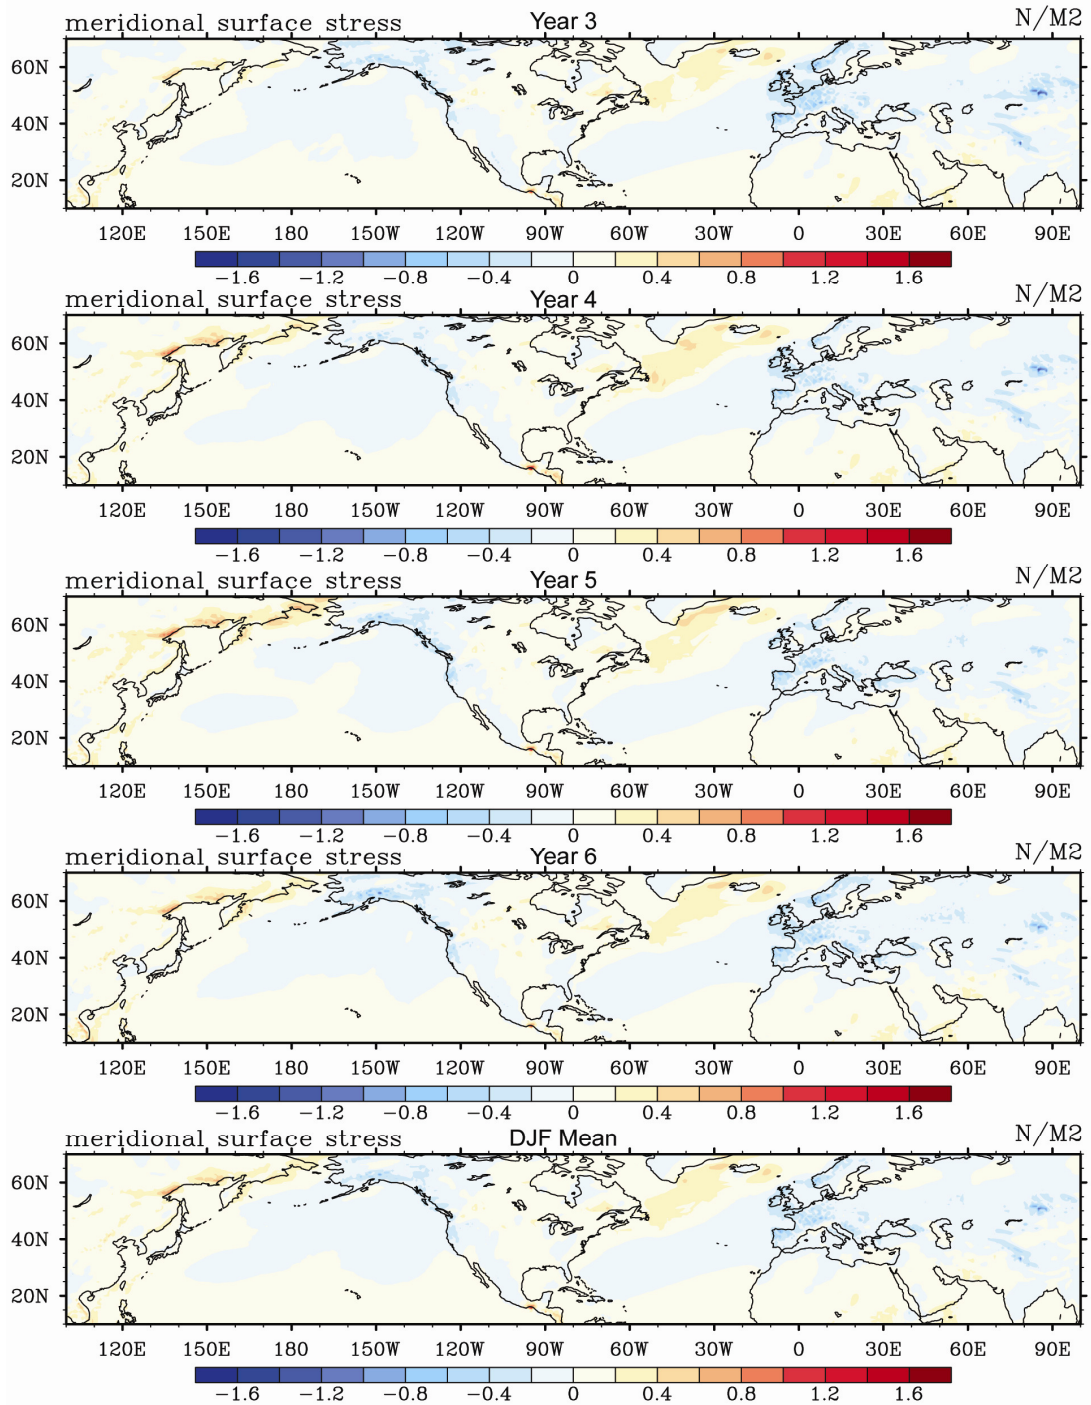 meridional surface stress Year 3 N/M2
60N
40N
20N
120E 150E 180 150W 120W 90W 60W 30W 0 30E 60E 90E
−1.6 −1.2 −0.8 −0.4 0 0.4 0.8 1.2 1.6
meridional surface stress Year 4 N/M2
60N
40N
20N
120E 150E 180 150W 120W 90W 60W 30W 0 30E 60E 90E
−1.6 −1.2 −0.8 −0.4 0 0.4 0.8 1.2 1.6
meridional surface stress Year 5 N/M2
60N
40N
20N
120E 150E 180 150W 120W 90W 60W 30W 0 30E 60E 90E
−1.6 −1.2 −0.8 −0.4 0 0.4 0.8 1.2 1.6
meridional surface stress Year 6 N/M2
60N
40N
20N
120E 150E 180 150W 120W 90W 60W 30W 0 30E 60E 90E
−1.6 −1.2 −0.8 −0.4 0 0.4 0.8 1.2 1.6
meridional surface stress DJF Mean N/M2
60N
40N
20N
120E 150E 180 150W 120W 90W 60W 30W 0 30E 60E 90E
−1.6 −1.2 −0.8 −0.4 0 0.4 0.8 1.2 1.6